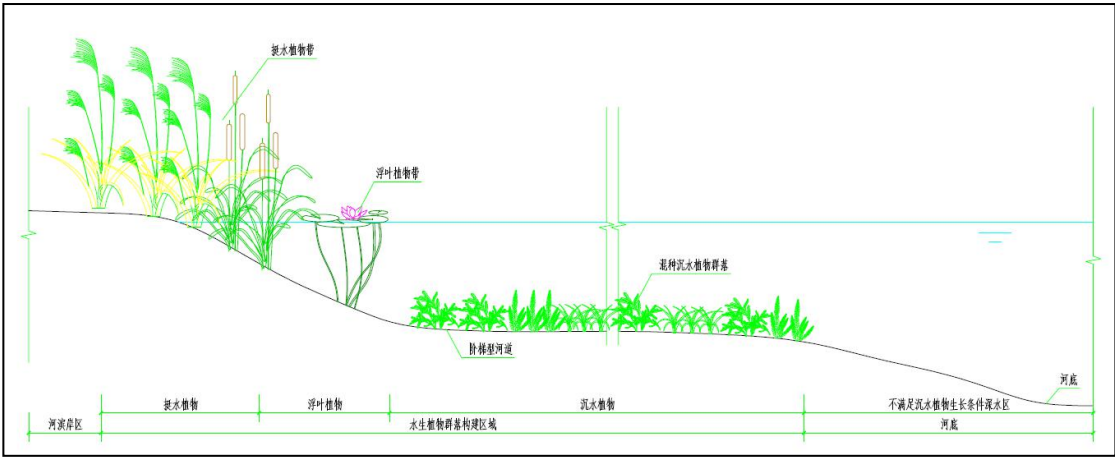 挺水植物带
浮叶植物带
混种沉水植物群落
阶梯型河道
河底
挺水植物
浮叶植物
沉水植物
不满足沉水植物生长条件深水区
河滨岸区
水生植物群落构建区域
河底